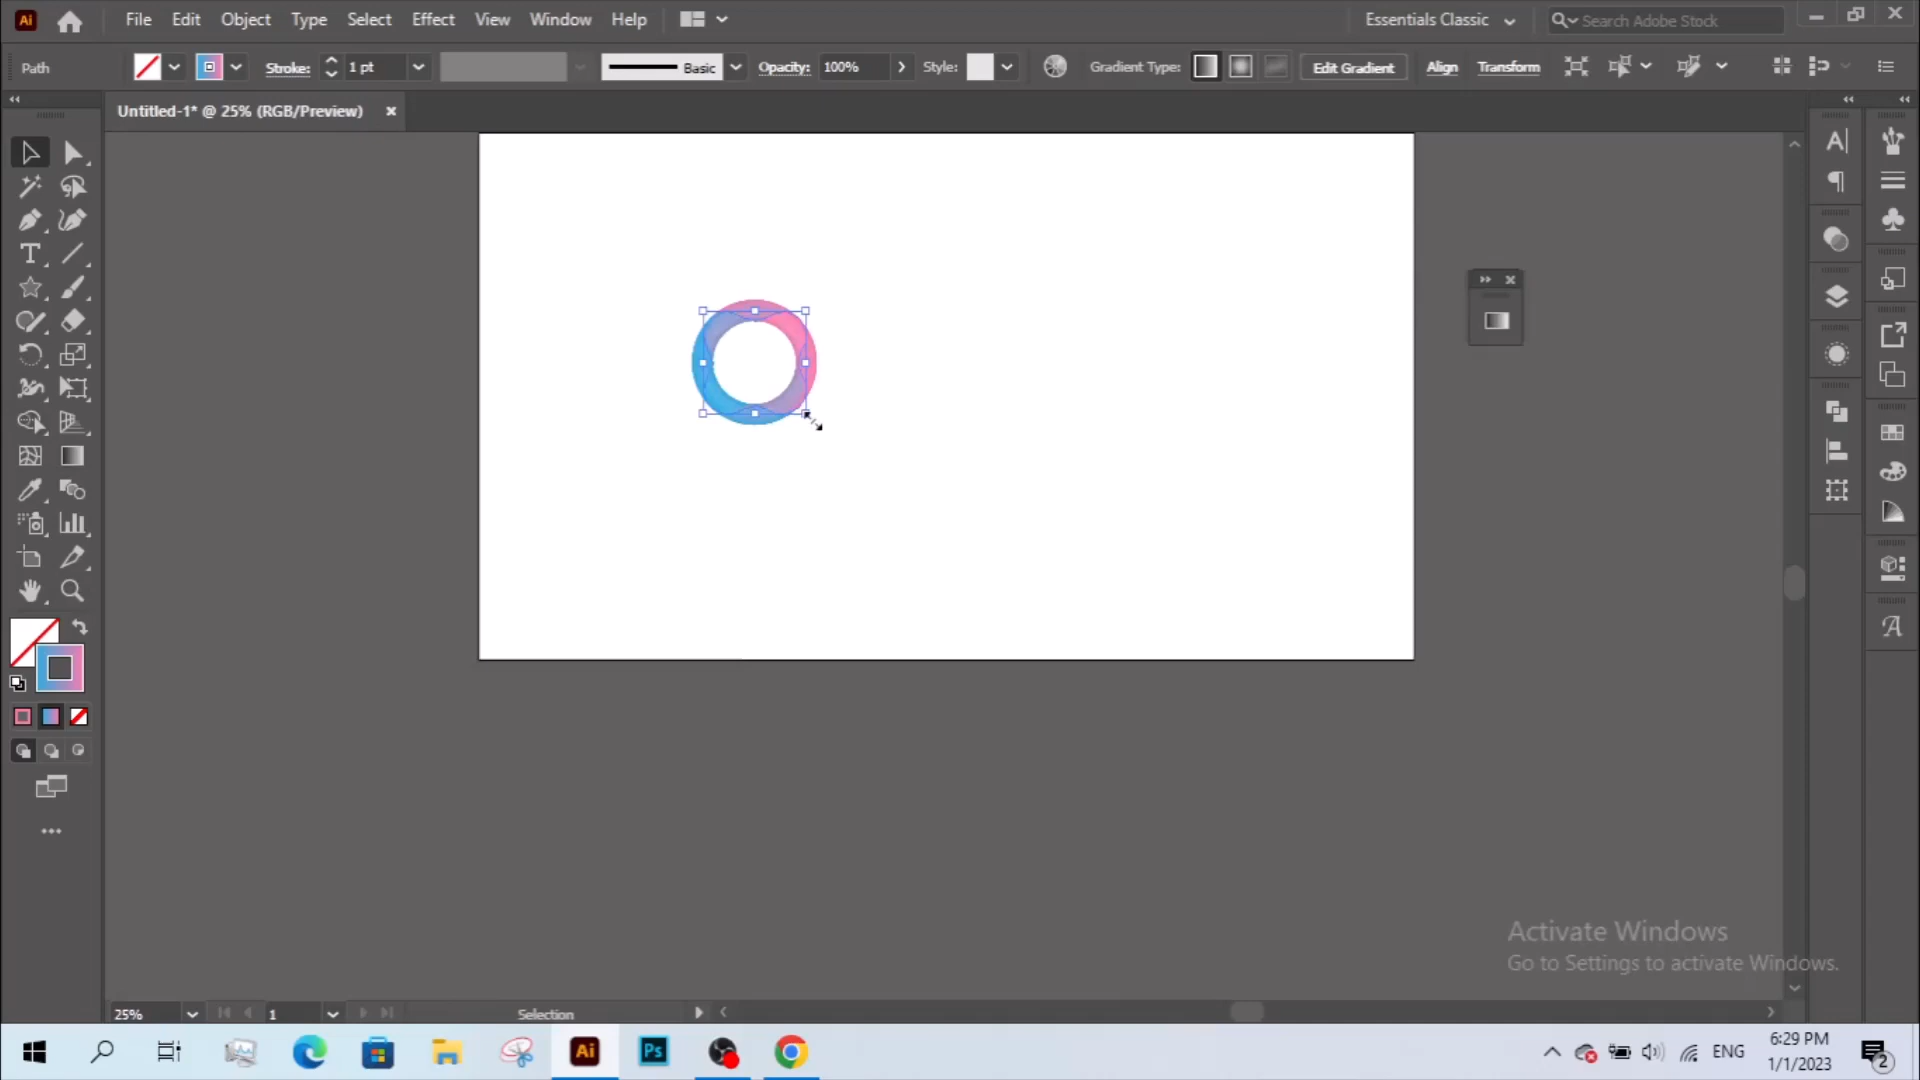 Ai File Edit Object Type Select Effect View Window Help Essentials Classic Search Adobe Stock
Path Stroke: 1 pt Basic Opacity: 100% Style: Gradient Type: Edit Gradient Align Transform
Untitled-1* @ 25% (RGB/Preview)
Activate Windows
Go to Settings to activate Windows.
25% 1 Selection
Ai Ps ENG 6:29 PM
1/1/2023 2